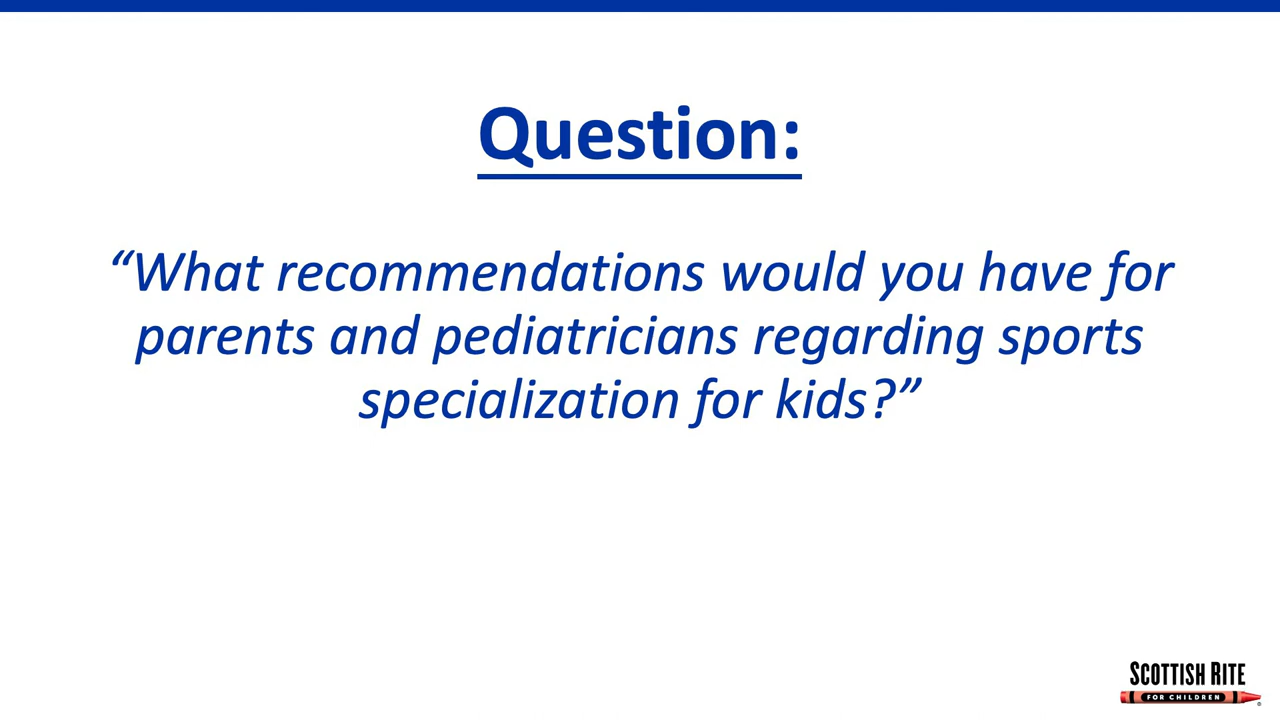 Question:
“What recommendations would you have for
parents and pediatricians regarding sports
specialization for kids?”
SCOTTISH RITE
FOR CHILDREN
®